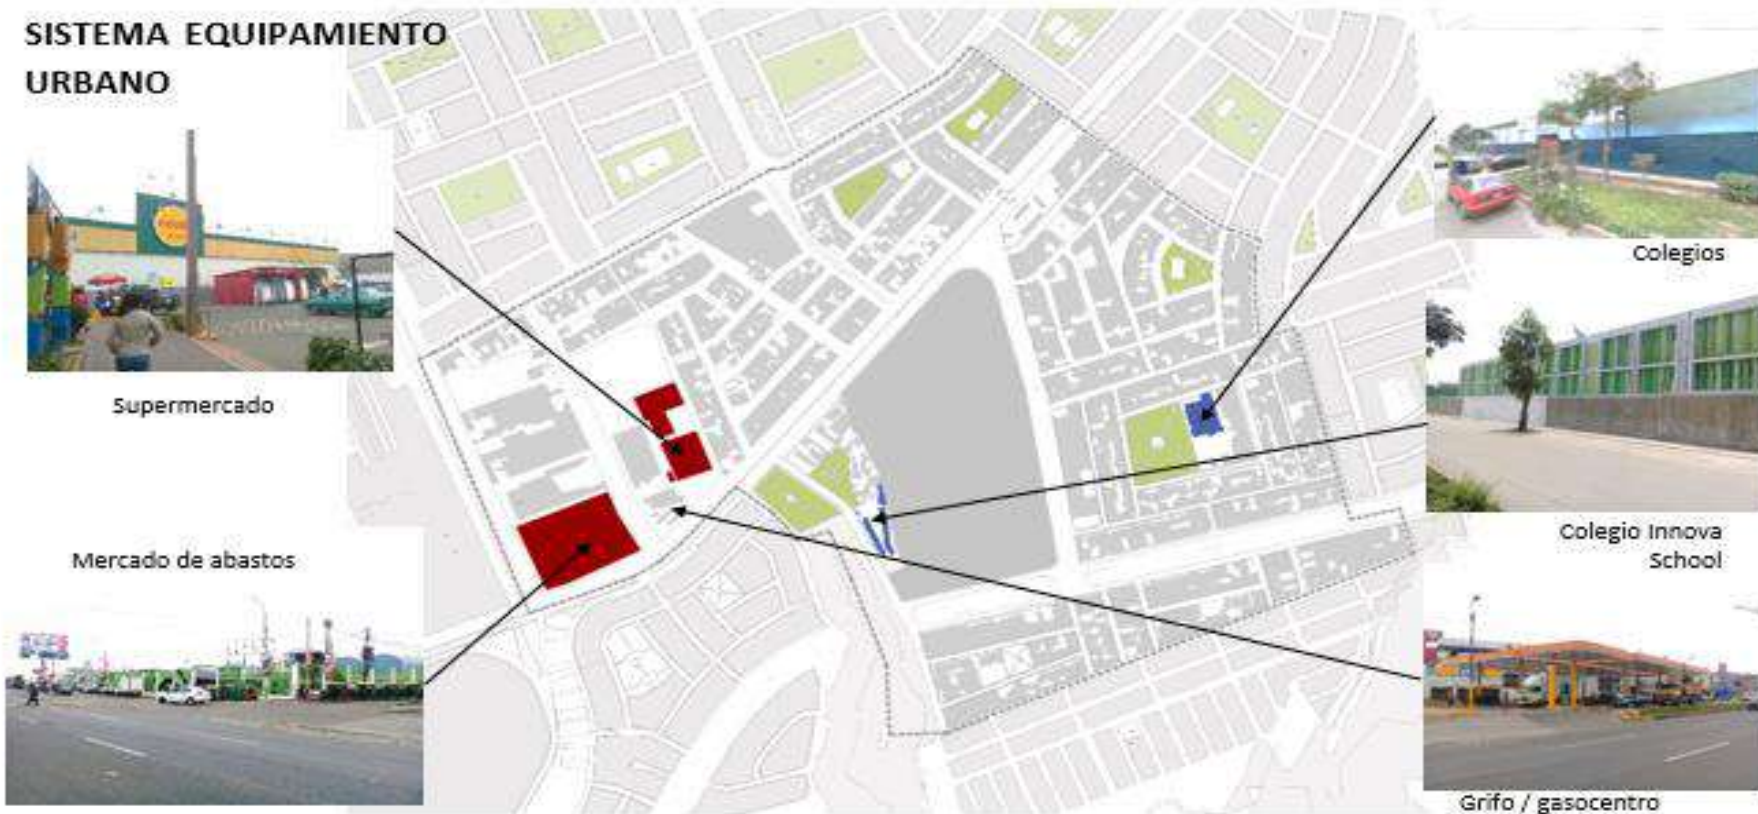 SISTEMA EQUIPAMIENTO
URBANO
Supermercado
Mercado de abastos
Colegios
Colegio Innova
School
Grifo / gasocentro